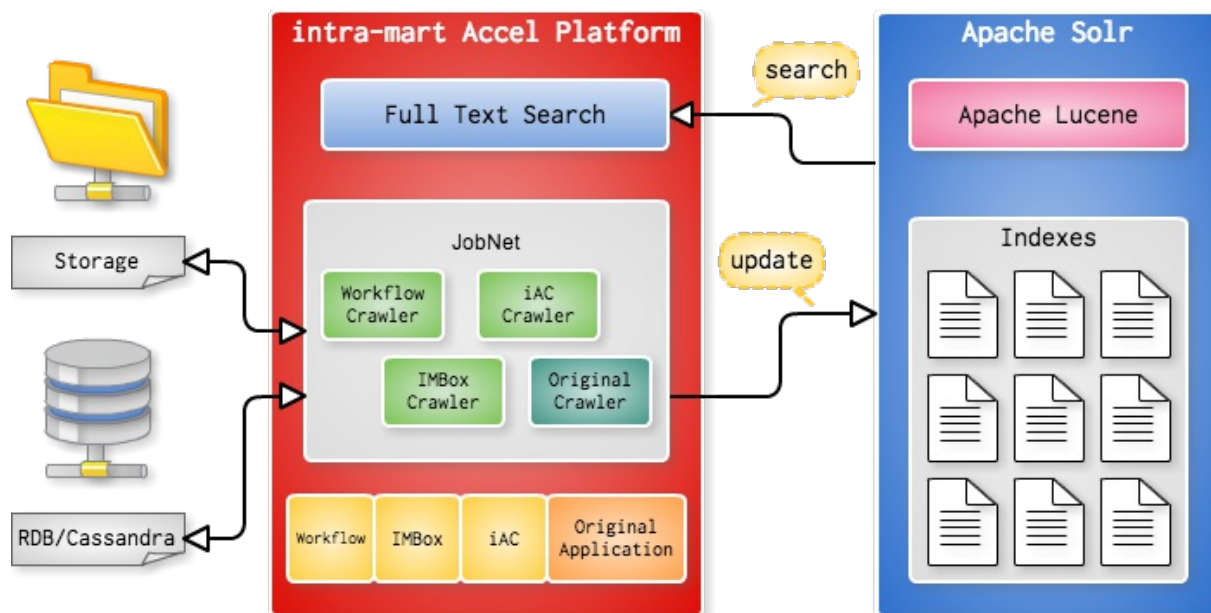 intra-mart Accel Platform
Apache Solr
search
Full Text Search
Apache Lucene
JobNet
Storage
update
Indexes
Workflow
Crawler
iAC
Crawler
IMBox
Crawler
Original
Crawler
RDB/Cassandra
Workflow
IMBox
iAC
Original
Application